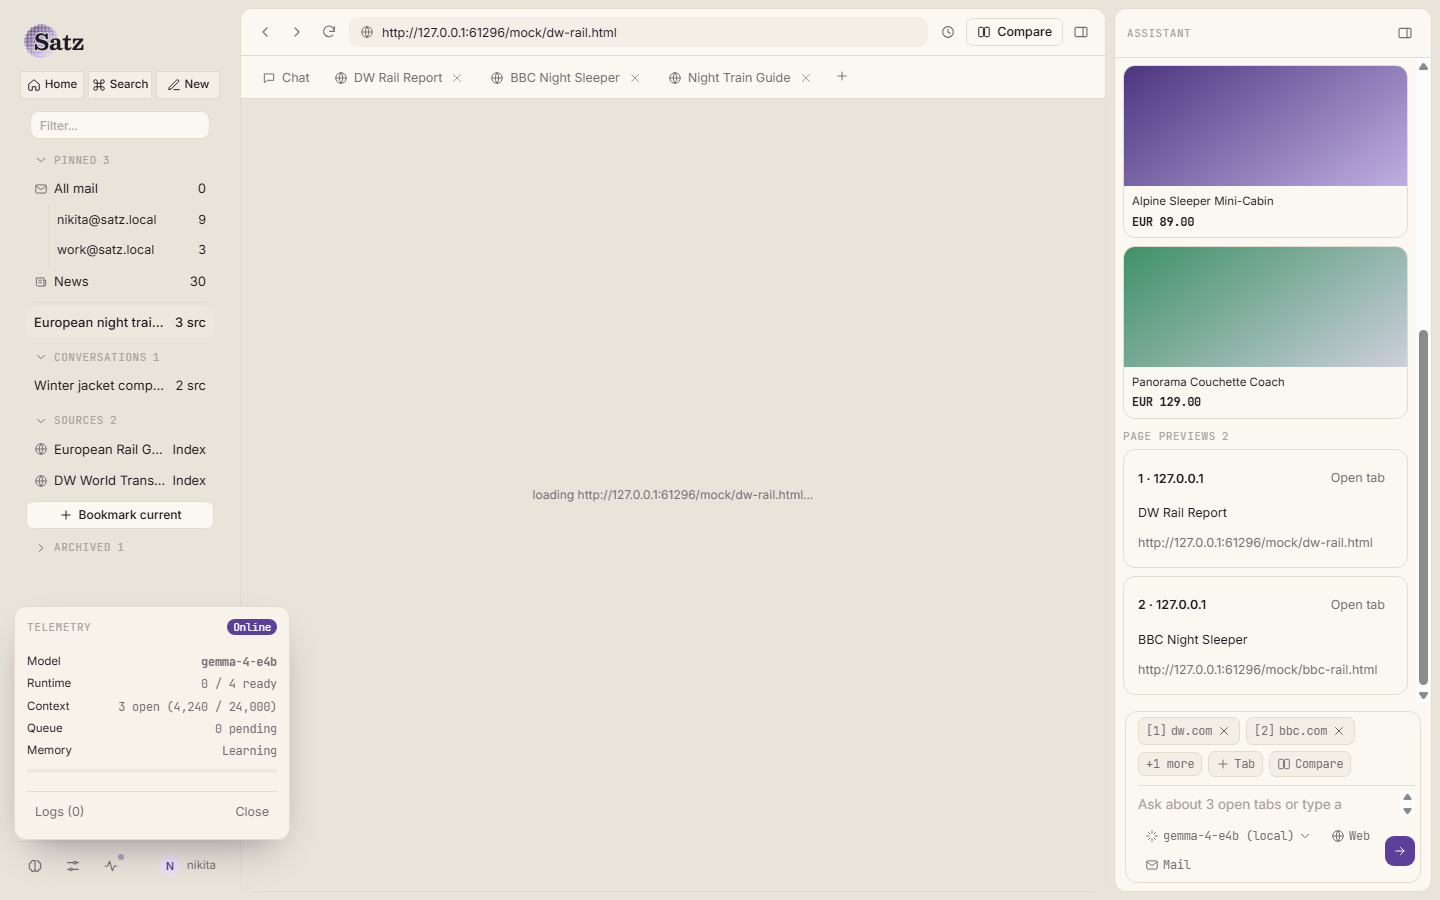 Satz
Home
Search
New
Filter...
PINNED 3
All mail 0
nikita@satz.local 9
work@satz.local 3
News 30
European night trai... 3 src
CONVERSATIONS 1
Winter jacket comp... 2 src
SOURCES 2
European Rail G... Index
DW World Trans... Index
Bookmark current
ARCHIVED 1
TELEMETRY Online
Model gemma-4-e4b
Runtime 0 / 4 ready
Context 3 open (4,240 / 24,000)
Queue 0 pending
Memory Learning
Logs (0) Close
N nikita
http://127.0.0.1:61296/mock/dw-rail.html
Compare
Chat
DW Rail Report
BBC Night Sleeper
Night Train Guide
loading http://127.0.0.1:61296/mock/dw-rail.html...
ASSISTANT
Alpine Sleeper Mini-Cabin
EUR 89.00
Panorama Couchette Coach
EUR 129.00
PAGE PREVIEWS 2
1 · 127.0.0.1 Open tab
DW Rail Report
http://127.0.0.1:61296/mock/dw-rail.html
2 · 127.0.0.1 Open tab
BBC Night Sleeper
http://127.0.0.1:61296/mock/bbc-rail.html
[1] dw.com
[2] bbc.com
+1 more
Tab
Compare
Ask about 3 open tabs or type a
gemma-4-e4b (local)
Web
Mail